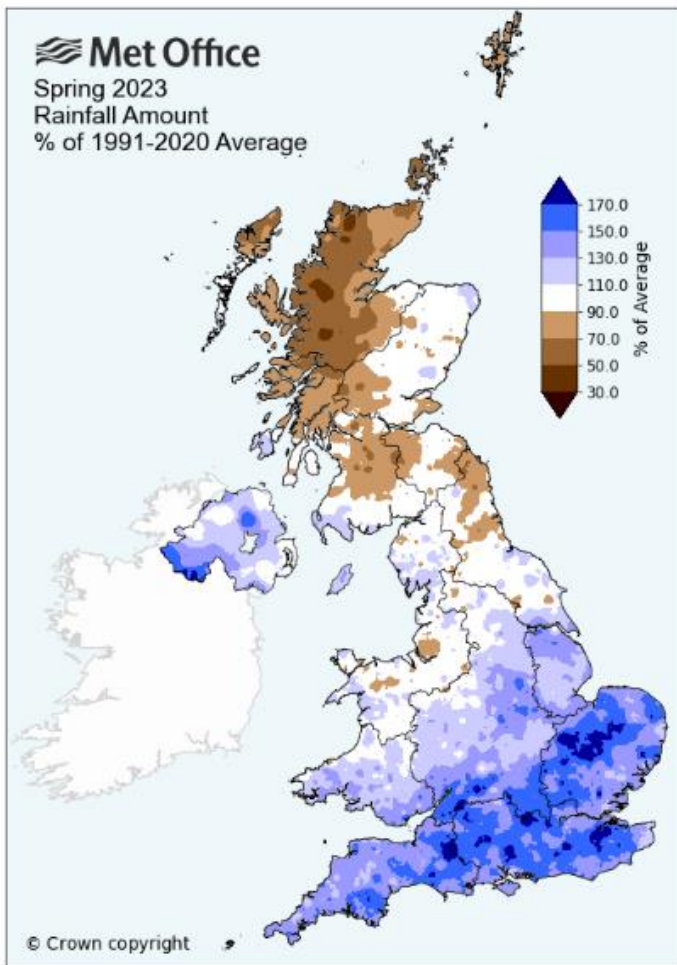 Met Office
Spring 2023
Rainfall Amount
% of 1991-2020 Average
170.0
150.0
130.0
110.0
90.0
70.0
50.0
30.0
% of Average
© Crown copyright